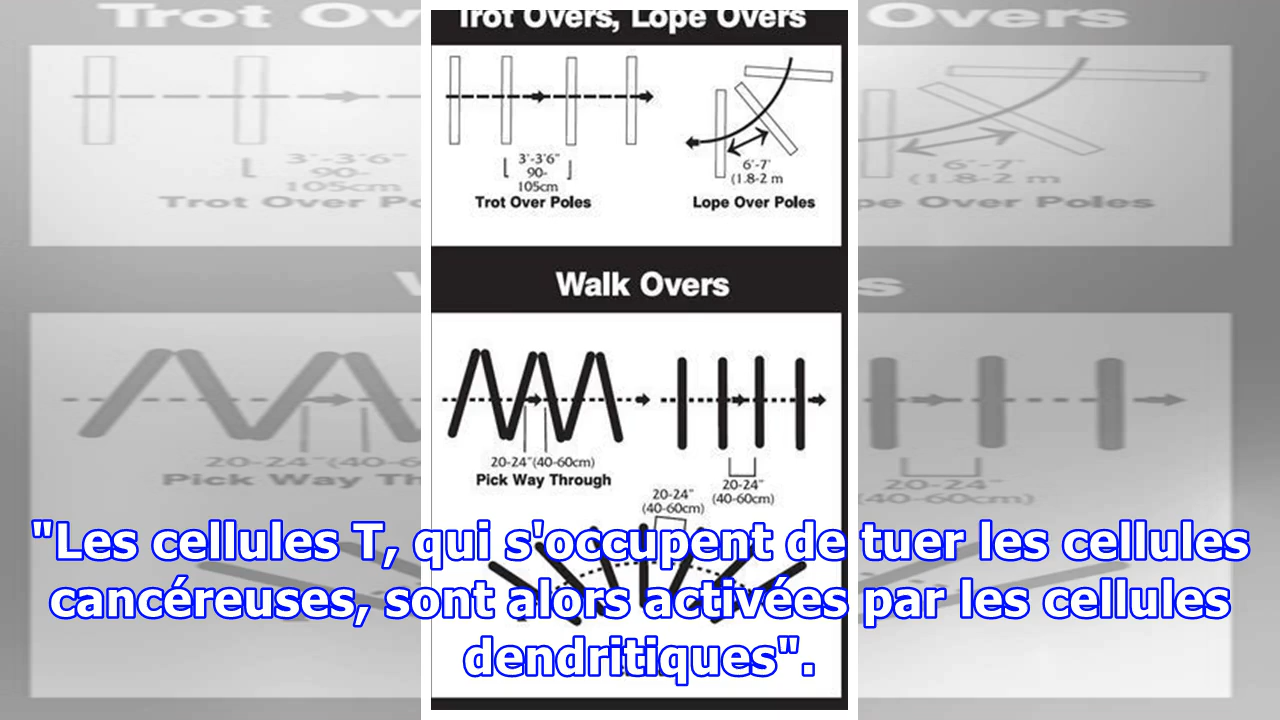 Trot Overs, Lope Overs
3'-3'6"
90-
105cm
Trot Over Poles
6'-7'
(1.8-2 m
Lope Over Poles
Walk Overs
20-24"(40-60cm)
Pick Way Through
20-24"
(40-60cm)
20-24"
(40-60cm)
"Les cellules T, qui s'occupent de tuer les cellules
cancéreuses, sont alors activées par les cellules
dendritiques".